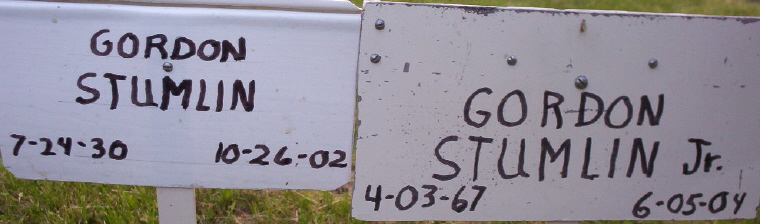 GORDON
STUMLIN
7-24-30 10-26-02
GORDON
STUMLIN Jr.
4-03-67 6-05-04